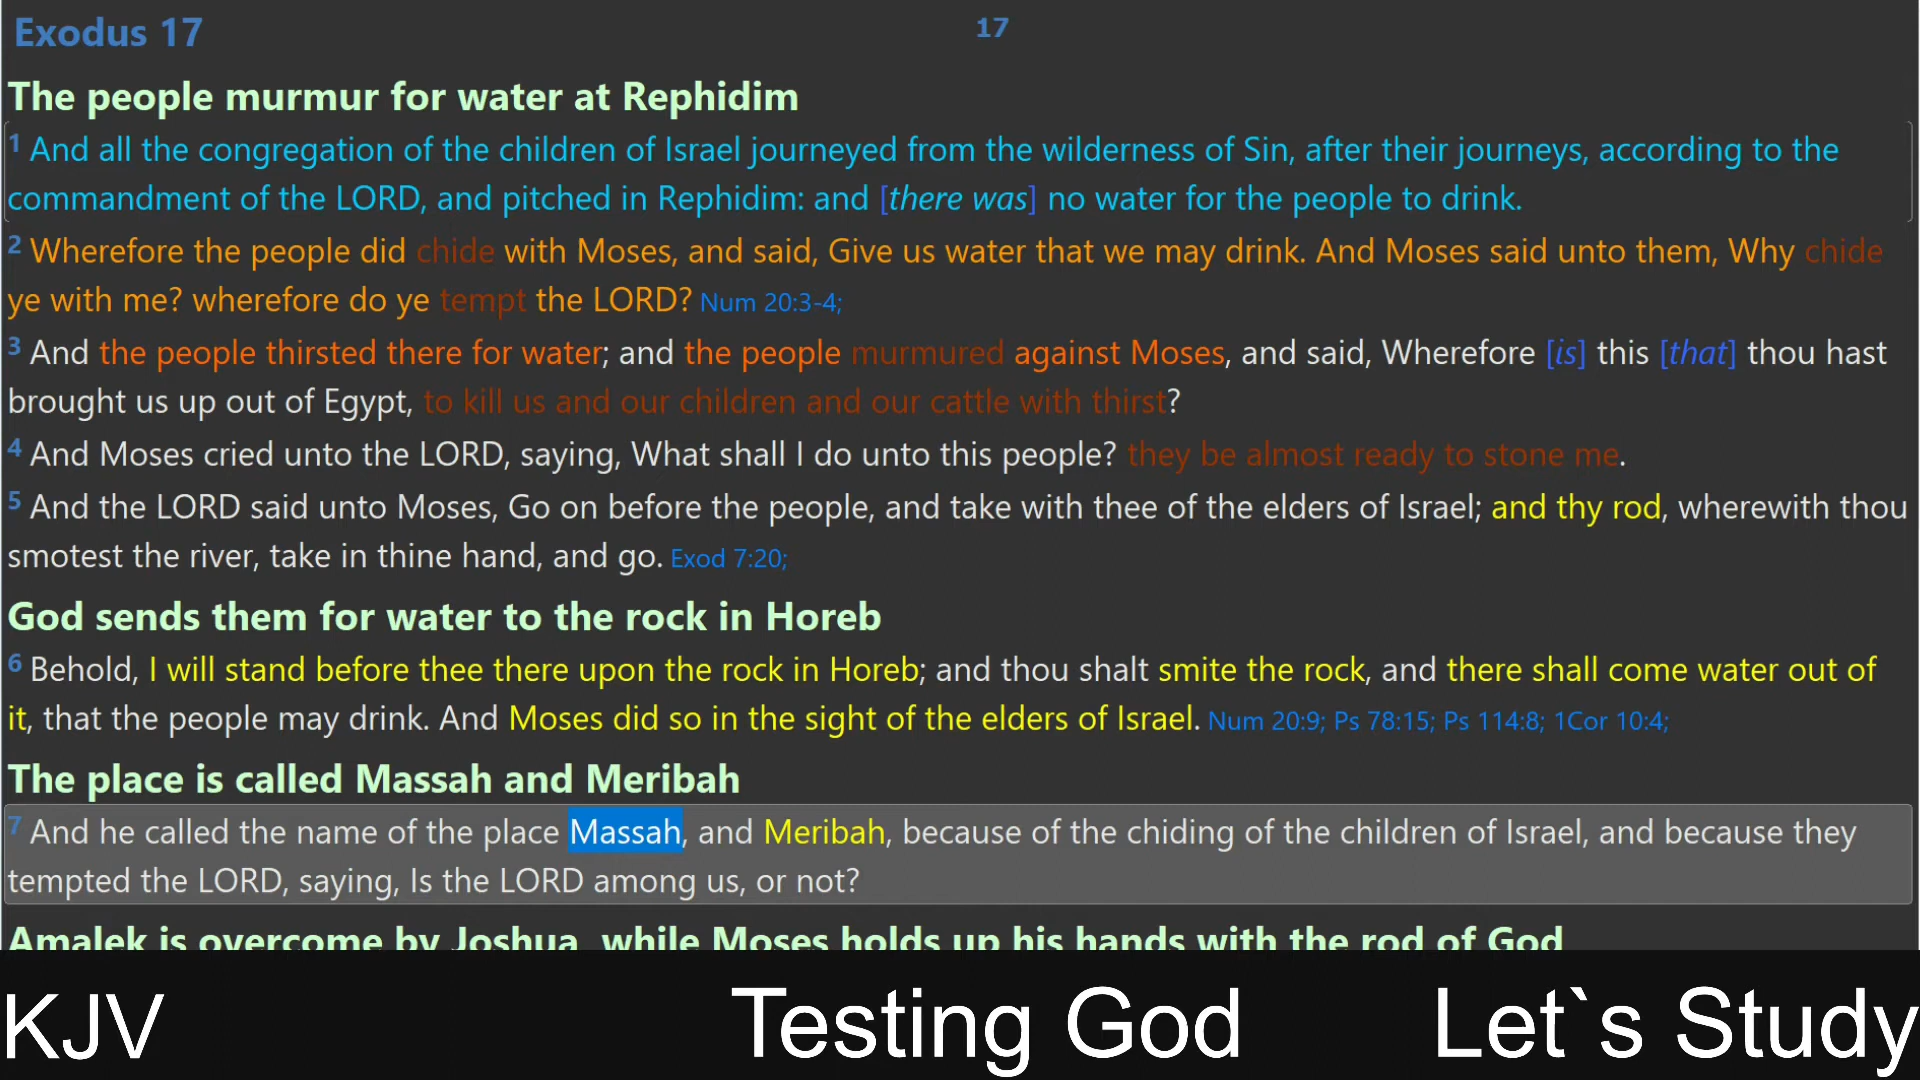 Exodus 17
17
The people murmur for water at Rephidim
1 And all the congregation of the children of Israel journeyed from the wilderness of Sin, after their journeys, according to the
commandment of the LORD, and pitched in Rephidim: and [there was] no water for the people to drink.
2 Wherefore the people did chide with Moses, and said, Give us water that we may drink. And Moses said unto them, Why chide
ye with me? wherefore do ye tempt the LORD? Num 20:3-4;
3 And the people thirsted there for water; and the people murmured against Moses, and said, Wherefore [is] this [that] thou hast
brought us up out of Egypt, to kill us and our children and our cattle with thirst?
4 And Moses cried unto the LORD, saying, What shall I do unto this people? they be almost ready to stone me.
5 And the LORD said unto Moses, Go on before the people, and take with thee of the elders of Israel; and thy rod, wherewith thou
smotest the river, take in thine hand, and go. Exod 7:20;
God sends them for water to the rock in Horeb
6 Behold, I will stand before thee there upon the rock in Horeb; and thou shalt smite the rock, and there shall come water out of
it, that the people may drink. And Moses did so in the sight of the elders of Israel. Num 20:9; Ps 78:15; Ps 114:8; 1Cor 10:4;
The place is called Massah and Meribah
7 And he called the name of the place Massah, and Meribah, because of the chiding of the children of Israel, and because they
tempted the LORD, saying, Is the LORD among us, or not?
Amalek is overcome by Joshua, while Moses holds up his hands with the rod of God
KJV
Testing God
Let`s Study